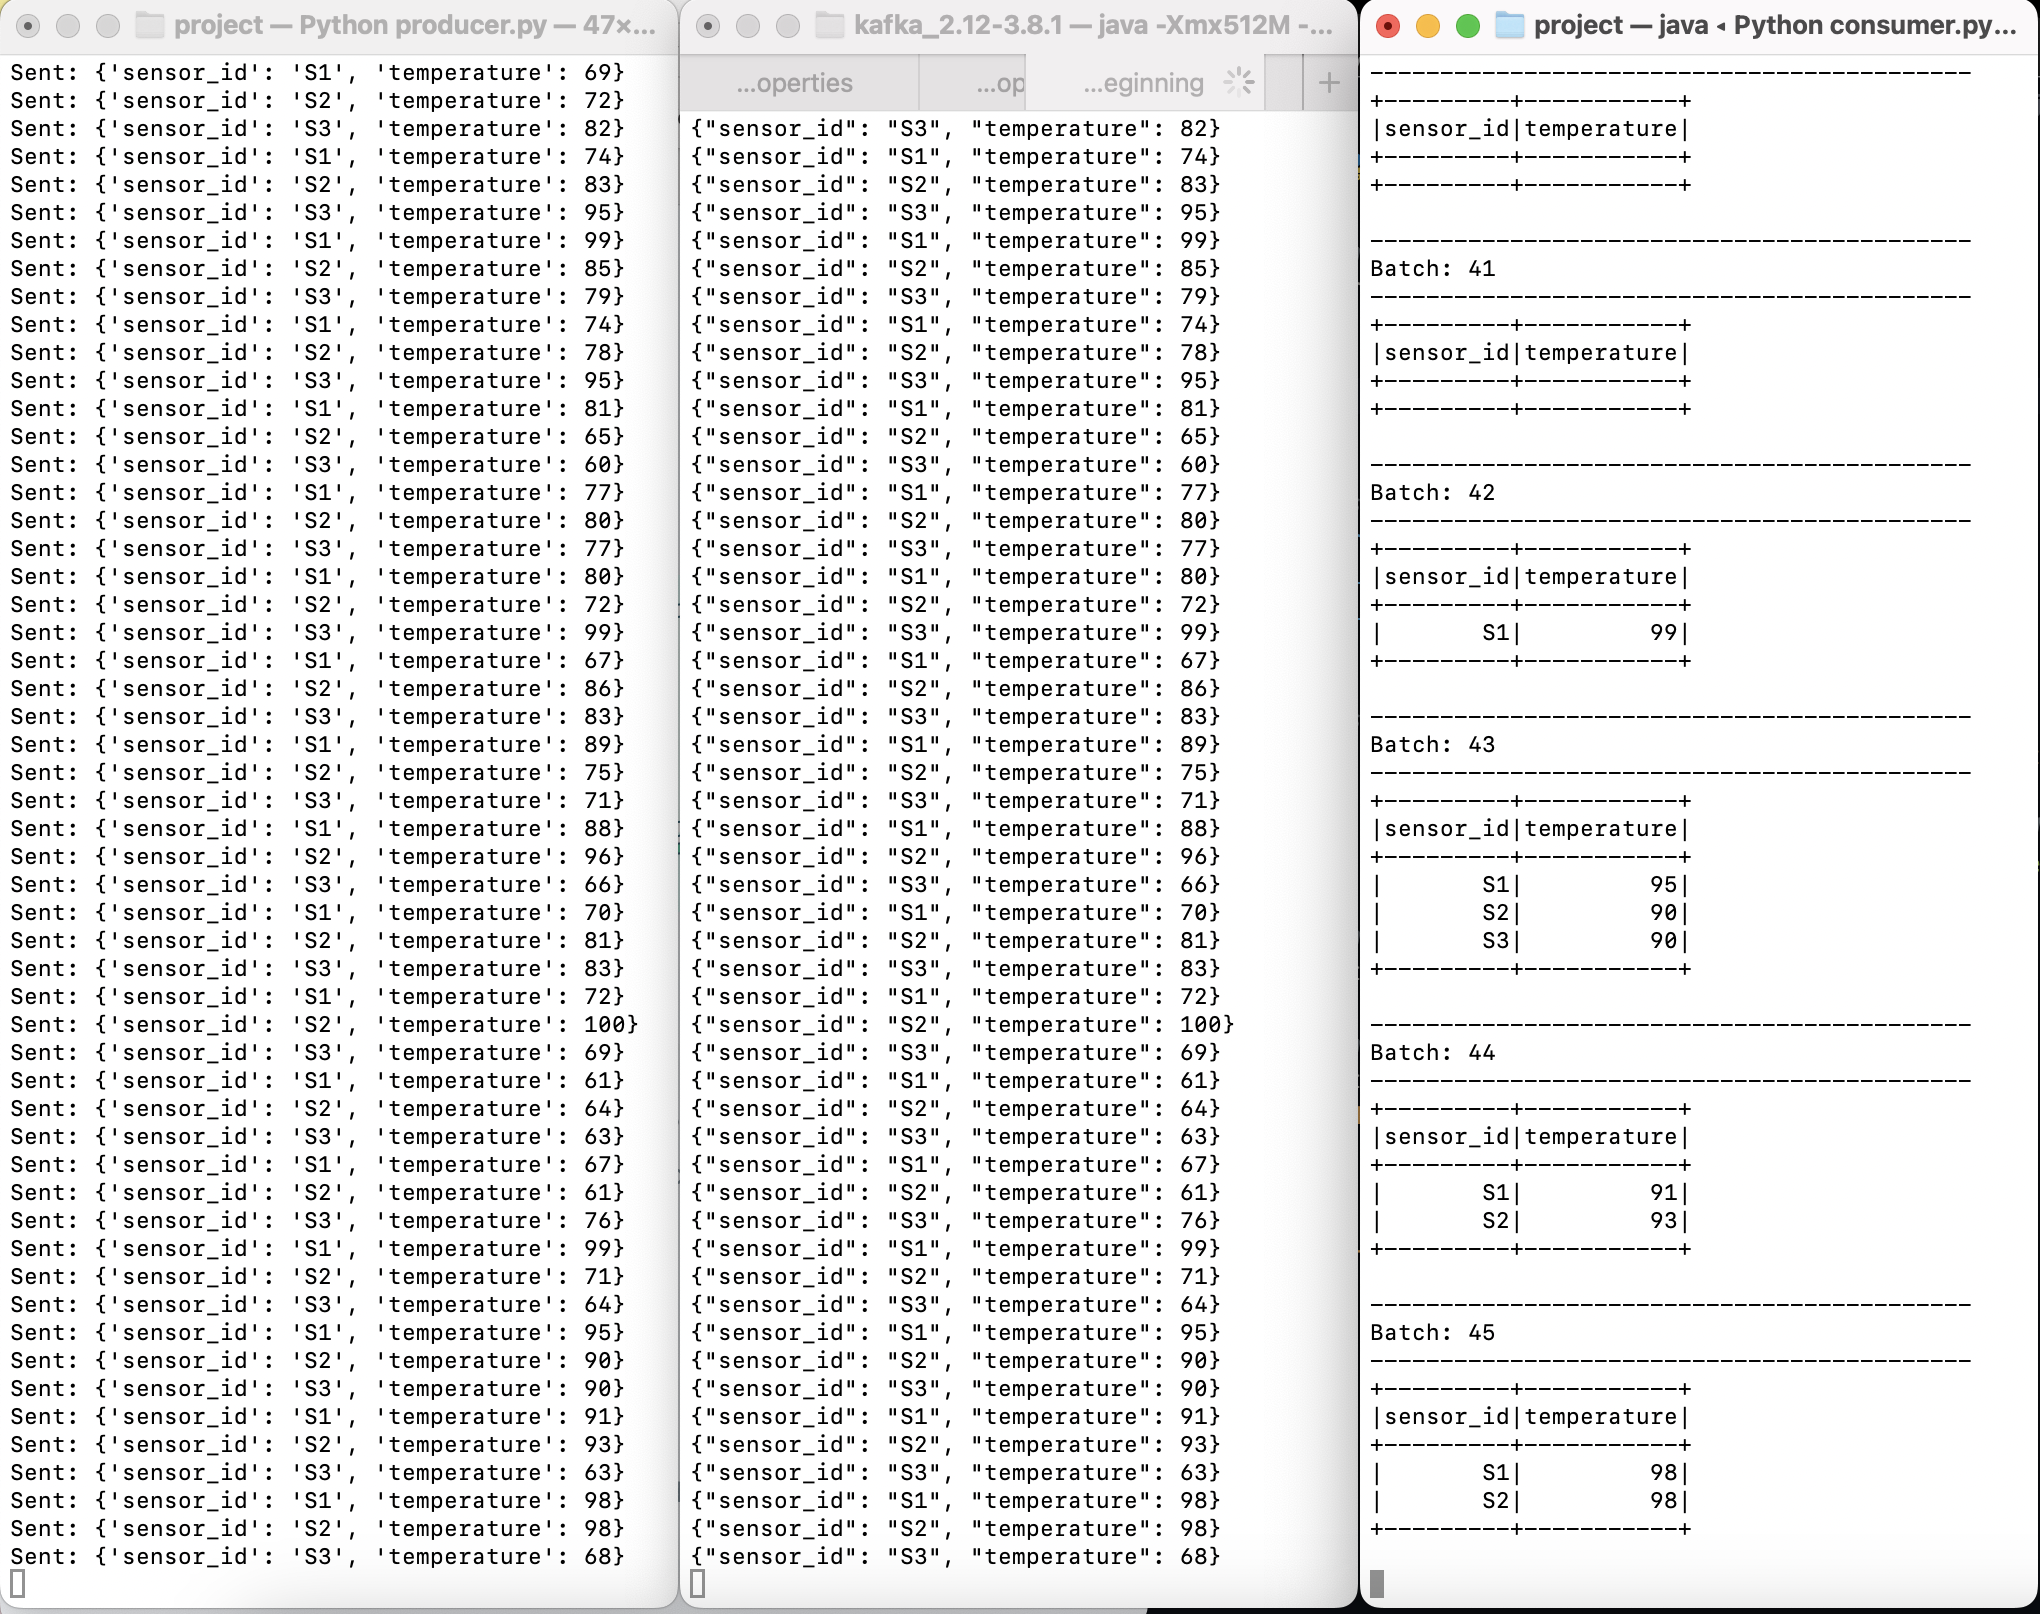 project — Python producer.py — 47×...
Sent: {'sensor_id': 'S1', 'temperature': 69}
Sent: {'sensor_id': 'S2', 'temperature': 72}
Sent: {'sensor_id': 'S3', 'temperature': 82}
Sent: {'sensor_id': 'S1', 'temperature': 74}
Sent: {'sensor_id': 'S2', 'temperature': 83}
Sent: {'sensor_id': 'S3', 'temperature': 95}
Sent: {'sensor_id': 'S1', 'temperature': 99}
Sent: {'sensor_id': 'S2', 'temperature': 85}
Sent: {'sensor_id': 'S3', 'temperature': 79}
Sent: {'sensor_id': 'S1', 'temperature': 74}
Sent: {'sensor_id': 'S2', 'temperature': 78}
Sent: {'sensor_id': 'S3', 'temperature': 95}
Sent: {'sensor_id': 'S1', 'temperature': 81}
Sent: {'sensor_id': 'S2', 'temperature': 65}
Sent: {'sensor_id': 'S3', 'temperature': 60}
Sent: {'sensor_id': 'S1', 'temperature': 77}
Sent: {'sensor_id': 'S2', 'temperature': 80}
Sent: {'sensor_id': 'S3', 'temperature': 77}
Sent: {'sensor_id': 'S1', 'temperature': 80}
Sent: {'sensor_id': 'S2', 'temperature': 72}
Sent: {'sensor_id': 'S3', 'temperature': 99}
Sent: {'sensor_id': 'S1', 'temperature': 67}
Sent: {'sensor_id': 'S2', 'temperature': 86}
Sent: {'sensor_id': 'S3', 'temperature': 83}
Sent: {'sensor_id': 'S1', 'temperature': 89}
Sent: {'sensor_id': 'S2', 'temperature': 75}
Sent: {'sensor_id': 'S3', 'temperature': 71}
Sent: {'sensor_id': 'S1', 'temperature': 88}
Sent: {'sensor_id': 'S2', 'temperature': 96}
Sent: {'sensor_id': 'S3', 'temperature': 66}
Sent: {'sensor_id': 'S1', 'temperature': 70}
Sent: {'sensor_id': 'S2', 'temperature': 81}
Sent: {'sensor_id': 'S3', 'temperature': 83}
Sent: {'sensor_id': 'S1', 'temperature': 72}
Sent: {'sensor_id': 'S2', 'temperature': 100}
Sent: {'sensor_id': 'S3', 'temperature': 69}
Sent: {'sensor_id': 'S1', 'temperature': 61}
Sent: {'sensor_id': 'S2', 'temperature': 64}
Sent: {'sensor_id': 'S3', 'temperature': 63}
Sent: {'sensor_id': 'S1', 'temperature': 67}
Sent: {'sensor_id': 'S2', 'temperature': 61}
Sent: {'sensor_id': 'S3', 'temperature': 76}
Sent: {'sensor_id': 'S1', 'temperature': 99}
Sent: {'sensor_id': 'S2', 'temperature': 71}
Sent: {'sensor_id': 'S3', 'temperature': 64}
Sent: {'sensor_id': 'S1', 'temperature': 95}
Sent: {'sensor_id': 'S2', 'temperature': 90}
Sent: {'sensor_id': 'S3', 'temperature': 90}
Sent: {'sensor_id': 'S1', 'temperature': 91}
Sent: {'sensor_id': 'S2', 'temperature': 93}
Sent: {'sensor_id': 'S3', 'temperature': 63}
Sent: {'sensor_id': 'S1', 'temperature': 98}
Sent: {'sensor_id': 'S2', 'temperature': 98}
Sent: {'sensor_id': 'S3', 'temperature': 68}
kafka_2.12-3.8.1 — java -Xmx512M -...
...operties ...op ...eginning +
{"sensor_id": "S3", "temperature": 82}
{"sensor_id": "S1", "temperature": 74}
{"sensor_id": "S2", "temperature": 83}
{"sensor_id": "S3", "temperature": 95}
{"sensor_id": "S1", "temperature": 99}
{"sensor_id": "S2", "temperature": 85}
{"sensor_id": "S3", "temperature": 79}
{"sensor_id": "S1", "temperature": 74}
{"sensor_id": "S2", "temperature": 78}
{"sensor_id": "S3", "temperature": 95}
{"sensor_id": "S1", "temperature": 81}
{"sensor_id": "S2", "temperature": 65}
{"sensor_id": "S3", "temperature": 60}
{"sensor_id": "S1", "temperature": 77}
{"sensor_id": "S2", "temperature": 80}
{"sensor_id": "S3", "temperature": 77}
{"sensor_id": "S1", "temperature": 80}
{"sensor_id": "S2", "temperature": 72}
{"sensor_id": "S3", "temperature": 99}
{"sensor_id": "S1", "temperature": 67}
{"sensor_id": "S2", "temperature": 86}
{"sensor_id": "S3", "temperature": 83}
{"sensor_id": "S1", "temperature": 89}
{"sensor_id": "S2", "temperature": 75}
{"sensor_id": "S3", "temperature": 71}
{"sensor_id": "S1", "temperature": 88}
{"sensor_id": "S2", "temperature": 96}
{"sensor_id": "S3", "temperature": 66}
{"sensor_id": "S1", "temperature": 70}
{"sensor_id": "S2", "temperature": 81}
{"sensor_id": "S3", "temperature": 83}
{"sensor_id": "S1", "temperature": 72}
{"sensor_id": "S2", "temperature": 100}
{"sensor_id": "S3", "temperature": 69}
{"sensor_id": "S1", "temperature": 61}
{"sensor_id": "S2", "temperature": 64}
{"sensor_id": "S3", "temperature": 63}
{"sensor_id": "S1", "temperature": 67}
{"sensor_id": "S2", "temperature": 61}
{"sensor_id": "S3", "temperature": 76}
{"sensor_id": "S1", "temperature": 99}
{"sensor_id": "S2", "temperature": 71}
{"sensor_id": "S3", "temperature": 64}
{"sensor_id": "S1", "temperature": 95}
{"sensor_id": "S2", "temperature": 90}
{"sensor_id": "S3", "temperature": 90}
{"sensor_id": "S1", "temperature": 91}
{"sensor_id": "S2", "temperature": 93}
{"sensor_id": "S3", "temperature": 63}
{"sensor_id": "S1", "temperature": 98}
{"sensor_id": "S2", "temperature": 98}
{"sensor_id": "S3", "temperature": 68}
project — java ◂ Python consumer.py...
-------------------------------------------
+---------+-----------+
|sensor_id|temperature|
+---------+-----------+
+---------+-----------+
-------------------------------------------
Batch: 41
-------------------------------------------
+---------+-----------+
|sensor_id|temperature|
+---------+-----------+
+---------+-----------+
-------------------------------------------
Batch: 42
-------------------------------------------
+---------+-----------+
|sensor_id|temperature|
+---------+-----------+
|       S1|         99|
+---------+-----------+
-------------------------------------------
Batch: 43
-------------------------------------------
+---------+-----------+
|sensor_id|temperature|
+---------+-----------+
|       S1|         95|
|       S2|         90|
|       S3|         90|
+---------+-----------+
-------------------------------------------
Batch: 44
-------------------------------------------
+---------+-----------+
|sensor_id|temperature|
+---------+-----------+
|       S1|         91|
|       S2|         93|
+---------+-----------+
-------------------------------------------
Batch: 45
-------------------------------------------
+---------+-----------+
|sensor_id|temperature|
+---------+-----------+
|       S1|         98|
|       S2|         98|
+---------+-----------+